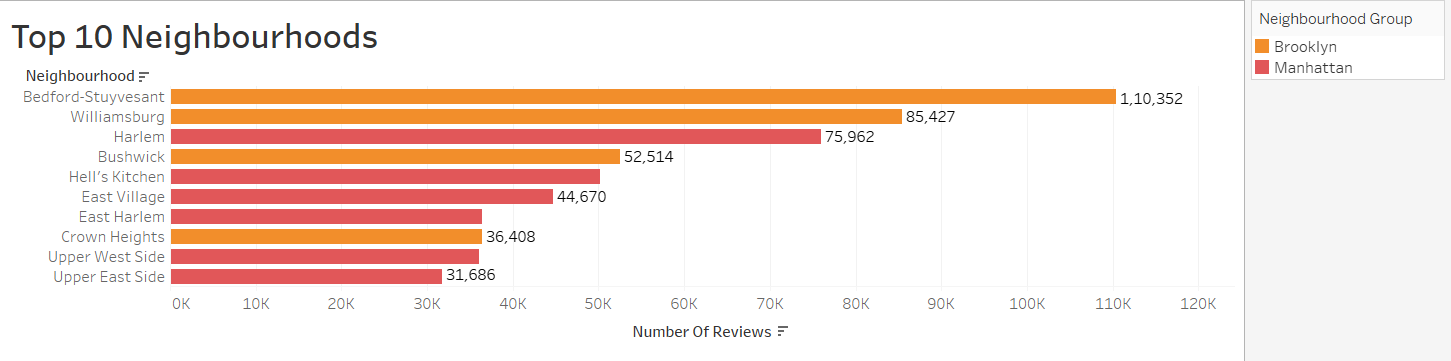 Top 10 Neighbourhoods
Neighbourhood
Bedford-Stuyvesant 1,10,352
Williamsburg 85,427
Harlem 75,962
Bushwick 52,514
Hell's Kitchen
East Village 44,670
East Harlem
Crown Heights 36,408
Upper West Side
Upper East Side 31,686
0K 10K 20K 30K 40K 50K 60K 70K 80K 90K 100K 110K 120K
Number Of Reviews
Neighbourhood Group
Brooklyn
Manhattan